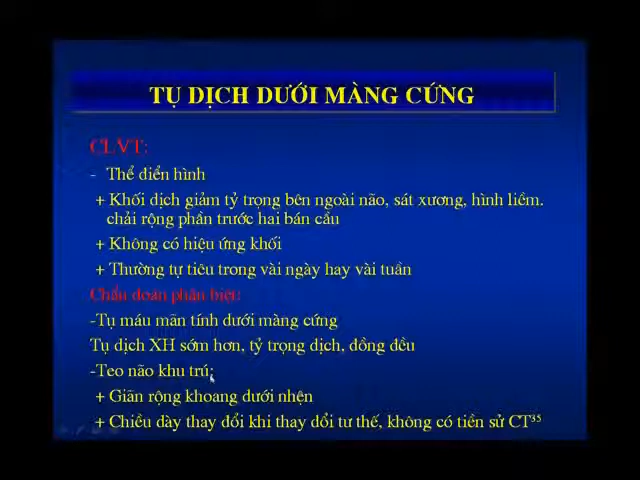 TỤ DỊCH DƯỚI MÀNG CỨNG
CLVT:
- Thể điển hình
+ Khối dịch giảm tỷ trọng bên ngoài não, sát xương, hình liềm.
chải rộng phần trước hai bán cầu
+ Không có hiệu ứng khối
+ Thường tự tiêu trong vài ngày hay vài tuần
Chẩn đoán phân biệt:
-Tụ máu mãn tính dưới màng cứng
Tụ dịch XH sớm hơn, tỷ trọng dịch, đồng đều
-Teo não khu trú:
+ Giãn rộng khoang dưới nhện
+ Chiều dày thay đổi khi thay đổi tư thế, không có tiền sử CT³⁵